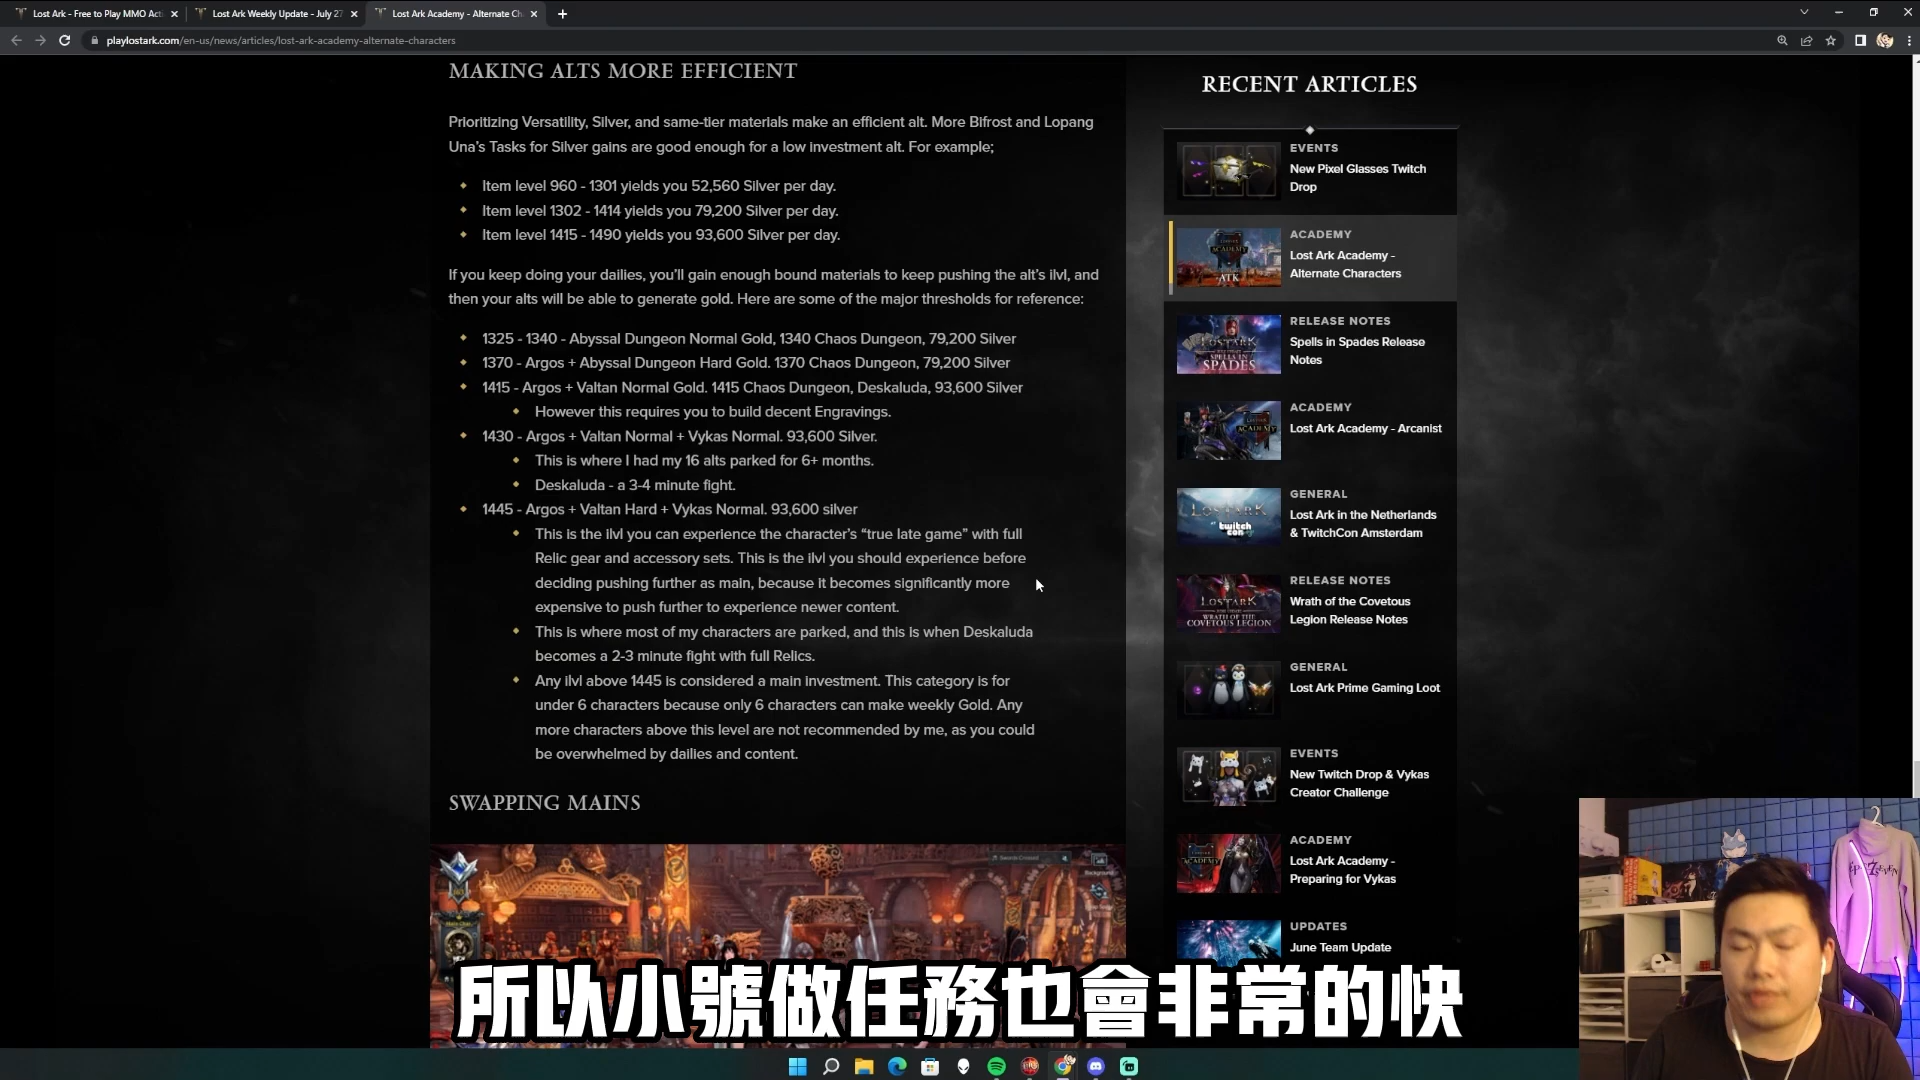 Lost Ark - Free to Play MMO Acti
Lost Ark Weekly Update - July 27
Lost Ark Academy - Alternate Ch
playlostark.com/en-us/news/articles/lost-ark-academy-alternate-characters
MAKING ALTS MORE EFFICIENT
Prioritizing Versatility, Silver, and same-tier materials make an efficient alt. More Bifrost and Lopang
Una's Tasks for Silver gains are good enough for a low investment alt. For example;
Item level 960 - 1301 yields you 52,560 Silver per day.
Item level 1302 - 1414 yields you 79,200 Silver per day.
Item level 1415 - 1490 yields you 93,600 Silver per day.
If you keep doing your dailies, you'll gain enough bound materials to keep pushing the alt's ilvl, and
then your alts will be able to generate gold. Here are some of the major thresholds for reference:
1325 - 1340 - Abyssal Dungeon Normal Gold, 1340 Chaos Dungeon, 79,200 Silver
1370 - Argos + Abyssal Dungeon Hard Gold. 1370 Chaos Dungeon, 79,200 Silver
1415 - Argos + Valtan Normal Gold. 1415 Chaos Dungeon, Deskaluda, 93,600 Silver
However this requires you to build decent Engravings.
1430 - Argos + Valtan Normal + Vykas Normal. 93,600 Silver.
This is where I had my 16 alts parked for 6+ months.
Deskaluda - a 3-4 minute fight.
1445 - Argos + Valtan Hard + Vykas Normal. 93,600 silver
This is the ilvl you can experience the character's "true late game" with full
Relic gear and accessory sets. This is the ilvl you should experience before
deciding pushing further as main, because it becomes significantly more
expensive to push further to experience newer content.
This is where most of my characters are parked, and this is when Deskaluda
becomes a 2-3 minute fight with full Relics.
Any ilvl above 1445 is considered a main investment. This category is for
under 6 characters because only 6 characters can make weekly Gold. Any
more characters above this level are not recommended by me, as you could
be overwhelmed by dailies and content.
SWAPPING MAINS
RECENT ARTICLES
EVENTS
New Pixel Glasses Twitch
Drop
ACADEMY
Lost Ark Academy -
Alternate Characters
RELEASE NOTES
Spells in Spades Release
Notes
ACADEMY
Lost Ark Academy - Arcanist
GENERAL
Lost Ark in the Netherlands
& TwitchCon Amsterdam
RELEASE NOTES
Wrath of the Covetous
Legion Release Notes
GENERAL
Lost Ark Prime Gaming Loot
EVENTS
New Twitch Drop & Vykas
Creator Challenge
ACADEMY
Lost Ark Academy -
Preparing for Vykas
UPDATES
June Team Update
所以小號做任務也會非常的快